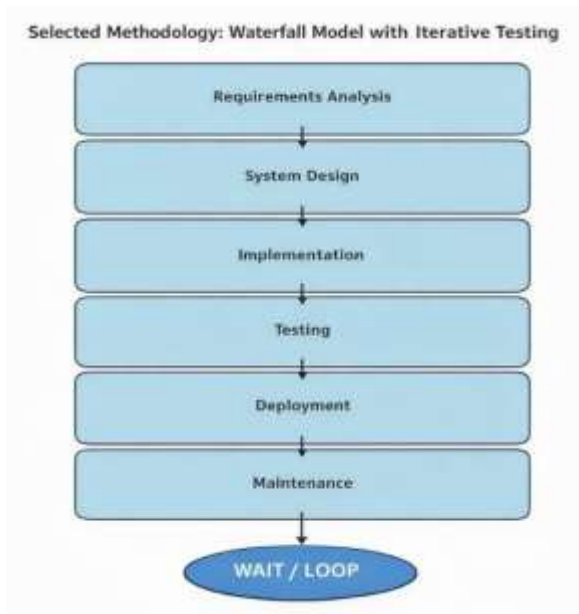 Selected Methodology: Waterfall Model with Iterative Testing
Requirements Analysis
System Design
Implementation
Testing
Deployment
Maintenance
WAIT / LOOP